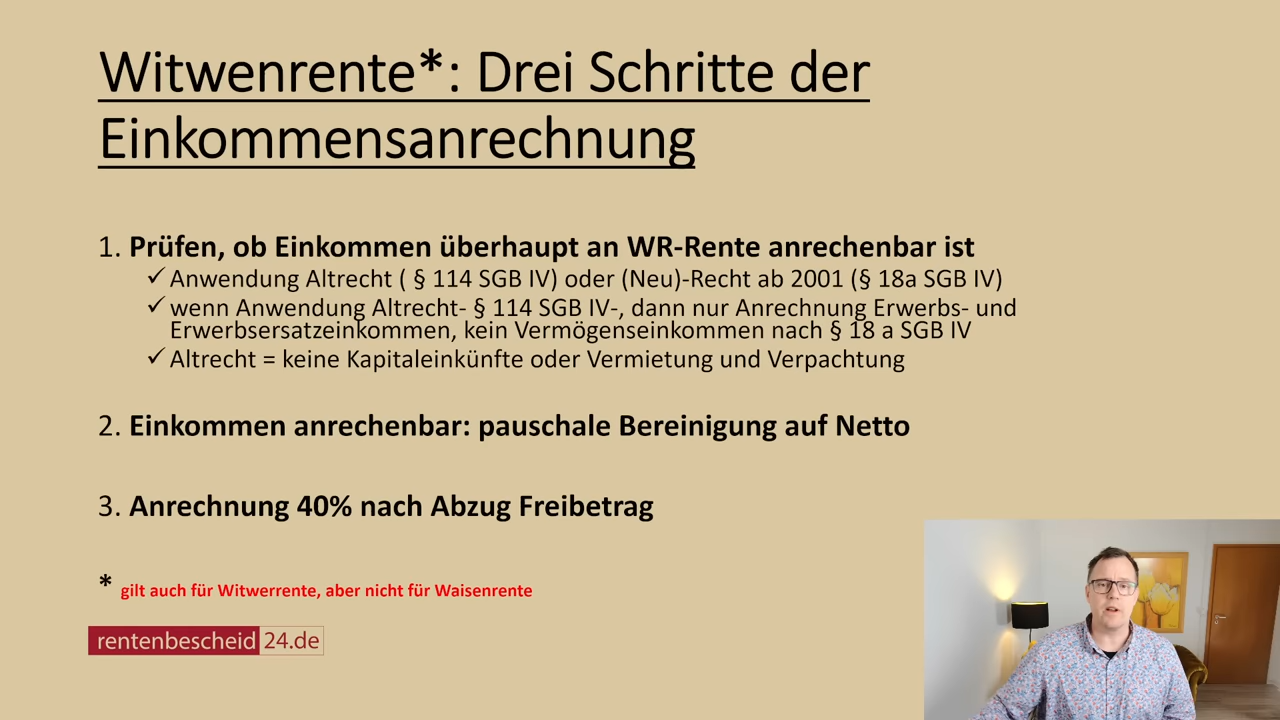 Witwenrente*: Drei Schritte der
Einkommensanrechnung
1. Prüfen, ob Einkommen überhaupt an WR-Rente anrechenbar ist
✓ Anwendung Altrecht ( § 114 SGB IV) oder (Neu)-Recht ab 2001 (§ 18a SGB IV)
✓ wenn Anwendung Altrecht- § 114 SGB IV-, dann nur Anrechnung Erwerbs- und
Erwerbsersatzeinkommen, kein Vermögenseinkommen nach § 18 a SGB IV
✓ Altrecht = keine Kapitaleinkünfte oder Vermietung und Verpachtung
2. Einkommen anrechenbar: pauschale Bereinigung auf Netto
3. Anrechnung 40% nach Abzug Freibetrag
* gilt auch für Witwerrente, aber nicht für Waisenrente
rentenbescheid 24.de